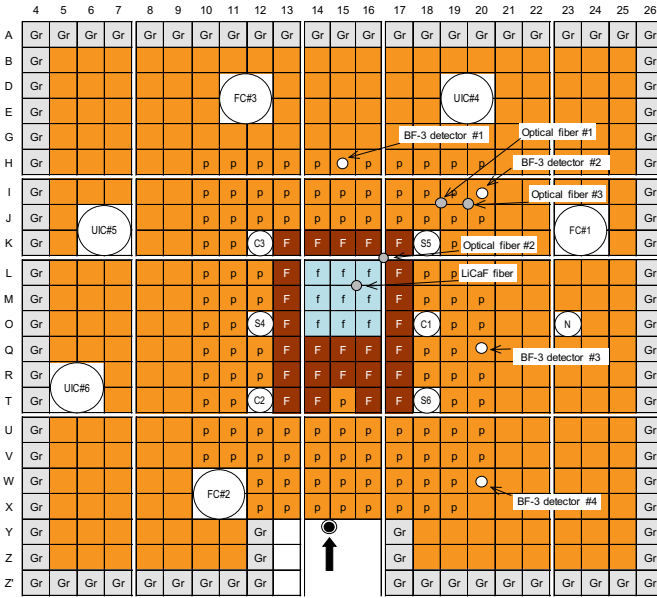 4 5 6 7 8 9 10 11 12 13 14 15 16 17 18 19 20 21 22 23 24 25 26
A Gr Gr Gr Gr Gr Gr Gr Gr Gr Gr Gr Gr Gr Gr Gr Gr Gr Gr Gr Gr Gr Gr Gr
B Gr Gr
D Gr Gr
FC#3 UIC#4
E Gr Gr
G Gr Gr
BF-3 detector #1 Optical fiber #1
H Gr p p p p p p p p p p Gr
BF-3 detector #2
I Gr p p p p p p p p p p Gr
Optical fiber #3
J Gr p p p p p p p p p p p Gr
UIC#5 FC#1
K Gr p p C3 F F F F F S5 p Gr
Optical fiber #2
L Gr p p p F f f f F p p Gr
LiCaF fiber
M Gr p p p F f f f F p p p Gr
O Gr p p S4 F f f f F C1 p p N Gr
Q Gr p p p F F F F F p p Gr
BF-3 detector #3
R Gr p p p F F F F F p p p Gr
UIC#6
T Gr p p C2 F F p F F S6 p p Gr
U Gr p p p p p p p p p p p Gr
V Gr p p p p p p p p p p p Gr
W Gr p p p p p p p p Gr
FC#2 BF-3 detector #4
X Gr p p p p p p p p p Gr
Y Gr Gr Gr Gr
Z Gr Gr Gr Gr
Z' Gr Gr Gr Gr Gr Gr Gr Gr Gr Gr Gr Gr Gr Gr Gr Gr Gr Gr Gr